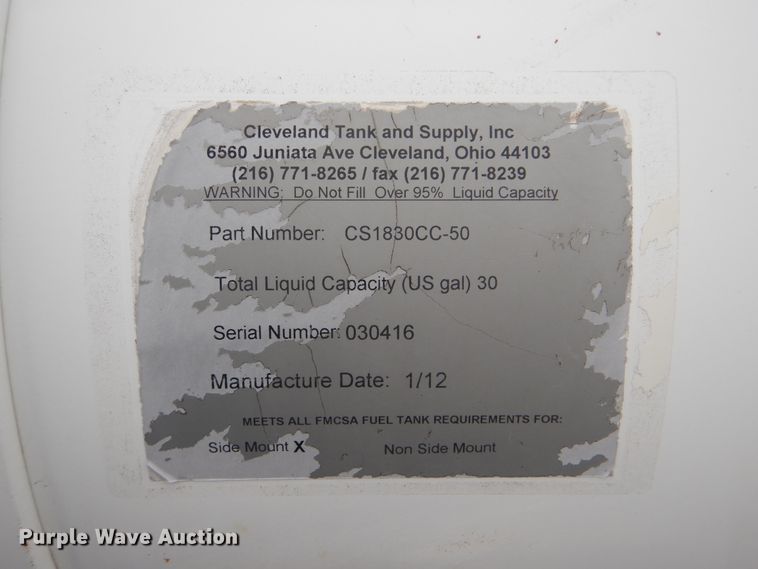 Cleveland Tank and Supply, Inc
6560 Juniata Ave Cleveland, Ohio 44103
(216) 771-8265 / fax (216) 771-8239
WARNING: Do Not Fill Over 95% Liquid Capacity
Part Number: CS1830CC-50
Total Liquid Capacity (US gal) 30
Serial Number: 030416
Manufacture Date: 1/12
MEETS ALL FMCSA FUEL TANK REQUIREMENTS FOR:
Side Mount X Non Side Mount
Purple Wave Auction